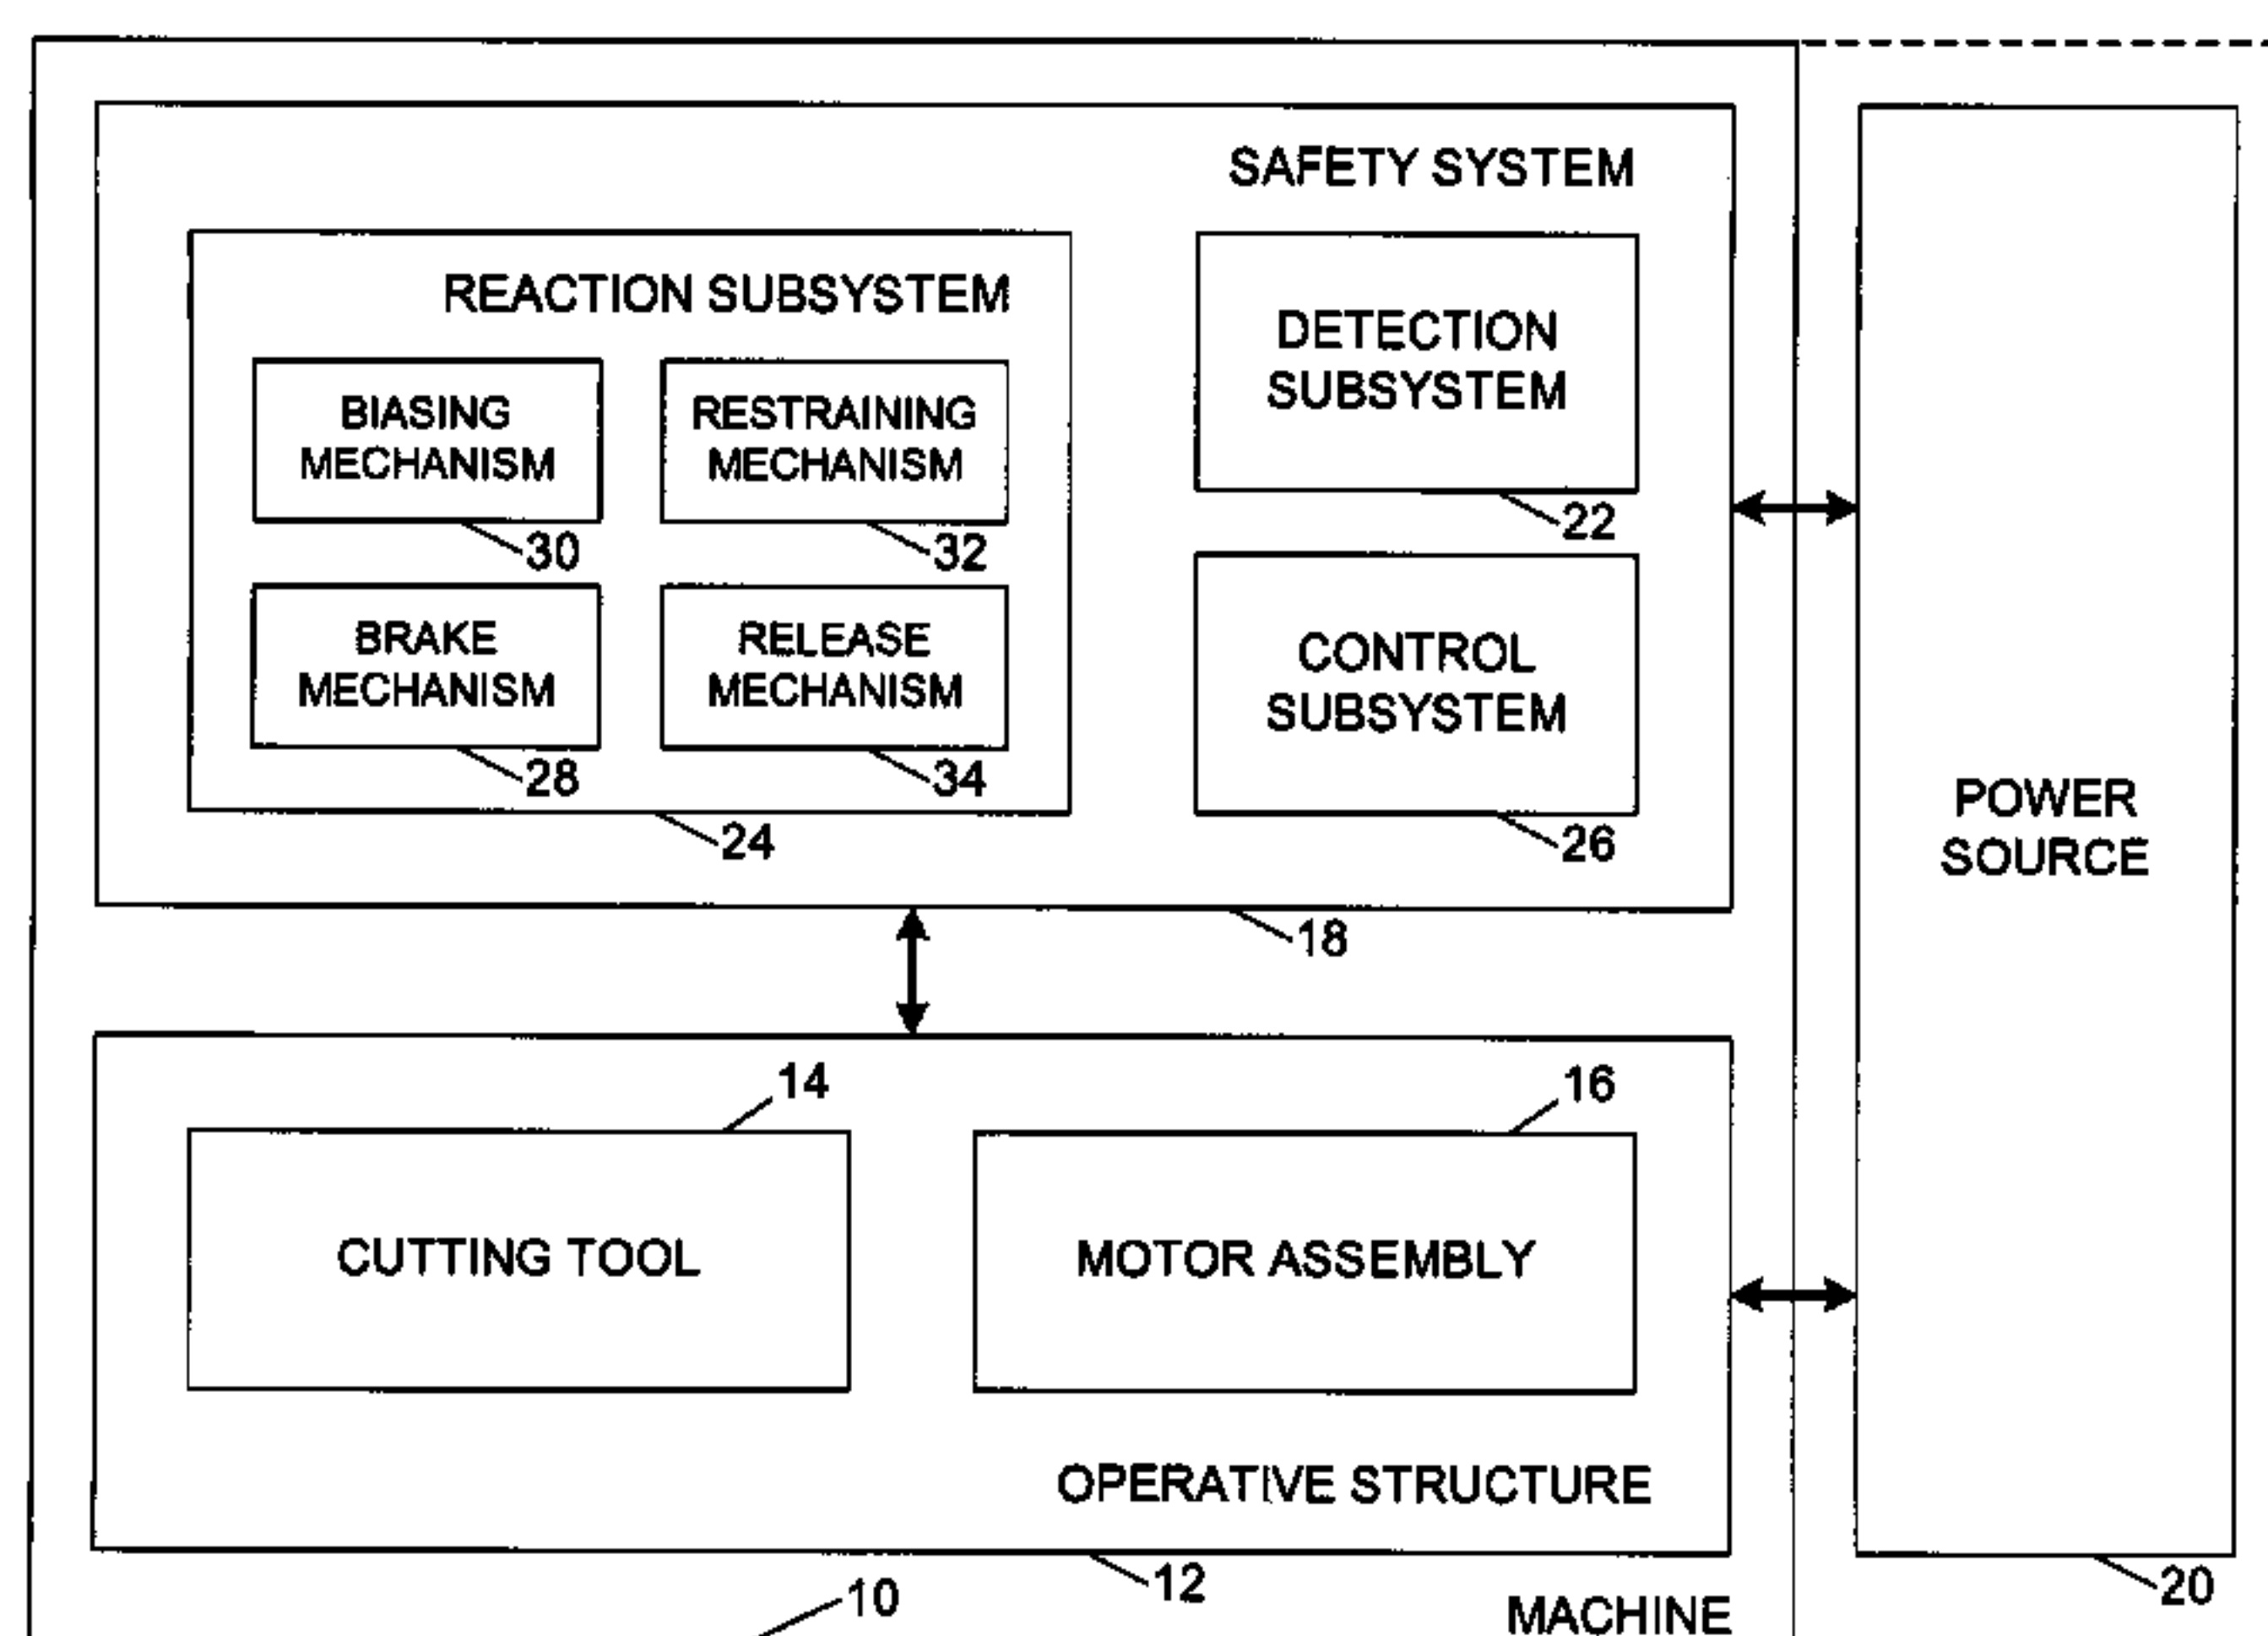 SAFETY SYSTEM
REACTION SUBSYSTEM
BIASING
MECHANISM
30
RESTRAINING
MECHANISM
32
BRAKE
MECHANISM
28
RELEASE
MECHANISM
34
24
DETECTION
SUBSYSTEM
22
CONTROL
SUBSYSTEM
26
18
POWER
SOURCE
20
14
CUTTING TOOL
16
MOTOR ASSEMBLY
OPERATIVE STRUCTURE
12
10
MACHINE